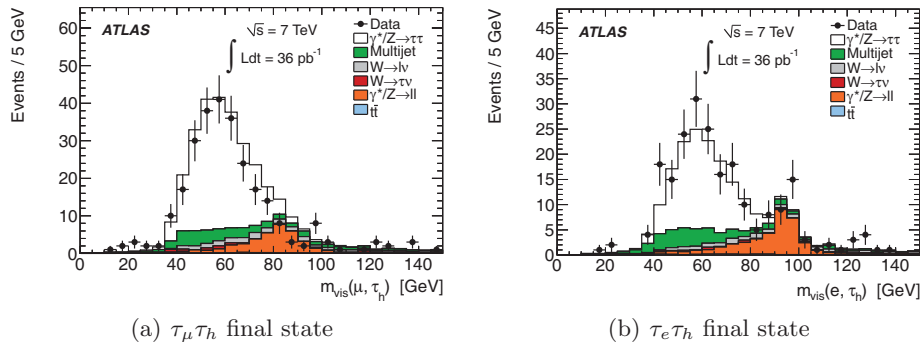 Events / 5 GeV
60
50
40
30
20
10
0
0 20 40 60 80 100 120 140
m_vis(μ, τ_h) [GeV]
ATLAS
√s = 7 TeV
∫ Ldt = 36 pb⁻¹
Data
γ*/Z→ττ
Multijet
W→lν
W→τν
γ*/Z→ll
tt̄
(a) τ_μτ_h final state
Events / 5 GeV
45
40
35
30
25
20
15
10
5
0
0 20 40 60 80 100 120 140
m_vis(e, τ_h) [GeV]
ATLAS
√s = 7 TeV
∫ Ldt = 36 pb⁻¹
Data
γ*/Z→ττ
Multijet
W→lν
W→τν
γ*/Z→ll
tt̄
(b) τ_eτ_h final state